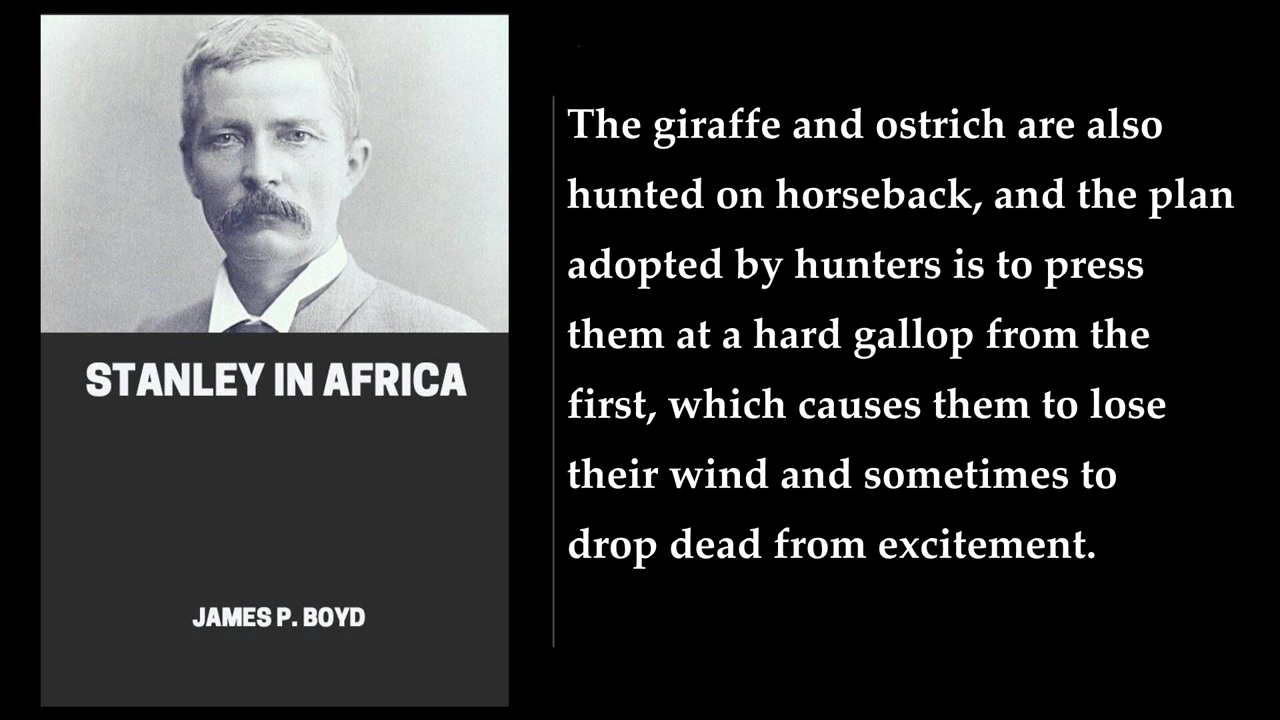 STANLEY IN AFRICA
JAMES P. BOYD
The giraffe and ostrich are also
hunted on horseback, and the plan
adopted by hunters is to press
them at a hard gallop from the
first, which causes them to lose
their wind and sometimes to
drop dead from excitement.